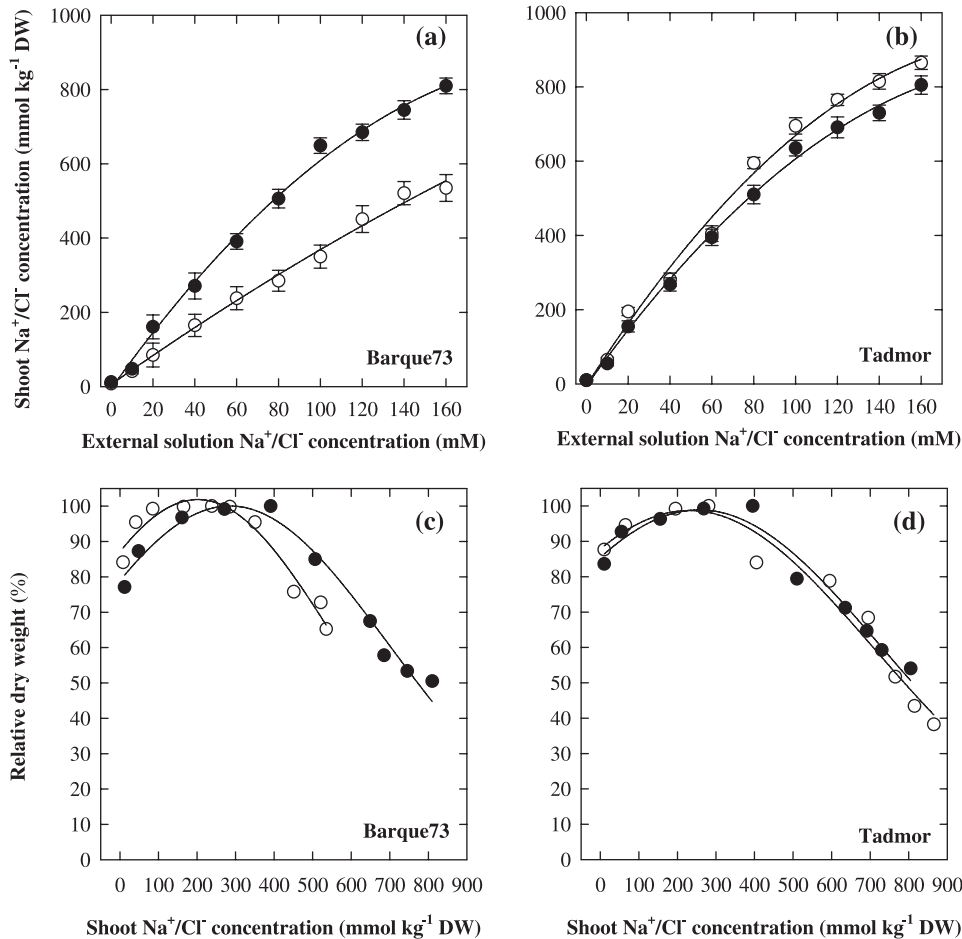 Shoot Na⁺/Cl⁻ concentration (mmol kg⁻¹ DW)
1000
800
600
400
200
0
(a)
Barque73
0 20 40 60 80 100 120 140 160
External solution Na⁺/Cl⁻ concentration (mM)
1000
800
600
400
200
0
(b)
Tadmor
0 20 40 60 80 100 120 140 160
External solution Na⁺/Cl⁻ concentration (mM)
Relative dry weight (%)
100
90
80
70
60
50
40
30
20
10
0
(c)
Barque73
0 100 200 300 400 500 600 700 800 900
Shoot Na⁺/Cl⁻ concentration (mmol kg⁻¹ DW)
100
90
80
70
60
50
40
30
20
10
0
(d)
Tadmor
0 100 200 300 400 500 600 700 800 900
Shoot Na⁺/Cl⁻ concentration (mmol kg⁻¹ DW)